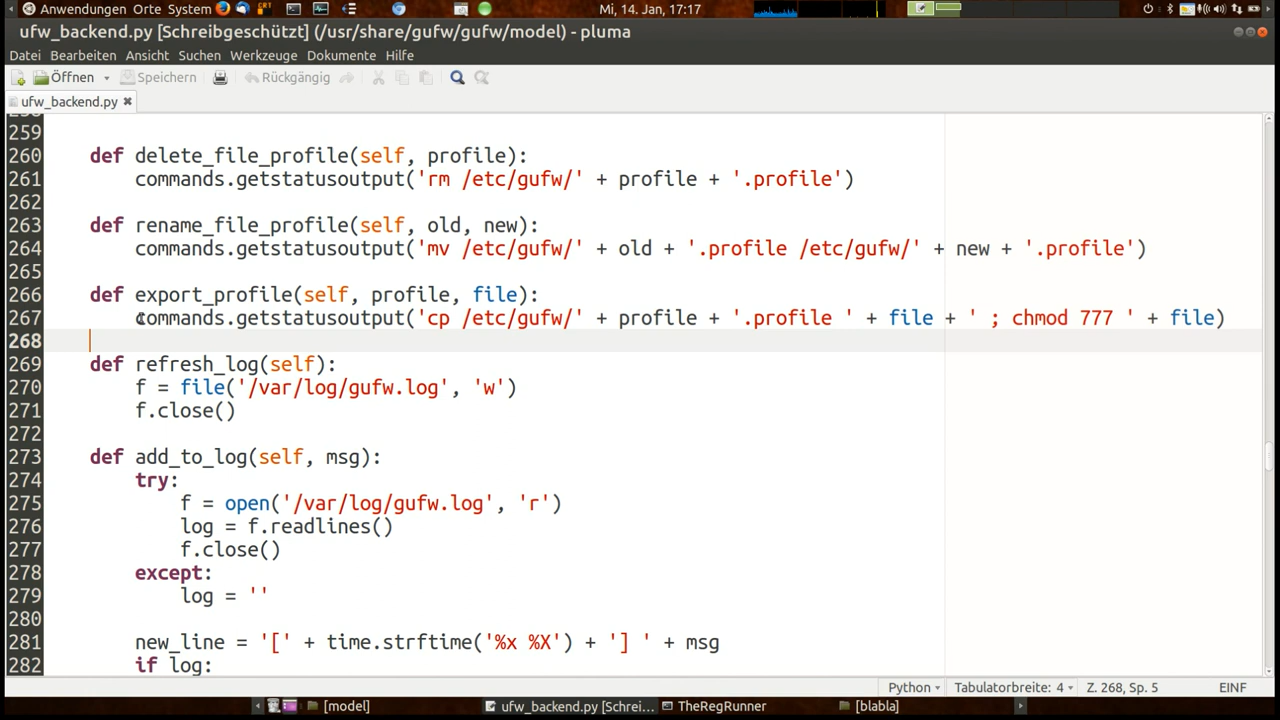 Anwendungen Orte System Mi, 14. Jan, 17:17
ufw_backend.py [Schreibgeschützt] (/usr/share/gufw/gufw/model) - pluma
Datei Bearbeiten Ansicht Suchen Werkzeuge Dokumente Hilfe
Öffnen Speichern Rückgängig
ufw_backend.py
259
260 def delete_file_profile(self, profile):
261 commands.getstatusoutput('rm /etc/gufw/' + profile + '.profile')
262
263 def rename_file_profile(self, old, new):
264 commands.getstatusoutput('mv /etc/gufw/' + old + '.profile /etc/gufw/' + new + '.profile')
265
266 def export_profile(self, profile, file):
267 commands.getstatusoutput('cp /etc/gufw/' + profile + '.profile ' + file + ' ; chmod 777 ' + file)
268
269 def refresh_log(self):
270 f = file('/var/log/gufw.log', 'w')
271 f.close()
272
273 def add_to_log(self, msg):
274 try:
275 f = open('/var/log/gufw.log', 'r')
276 log = f.readlines()
277 f.close()
278 except:
279 log = ''
280
281 new_line = '[' + time.strftime('%x %X') + '] ' + msg
282 if log:
Python Tabulatorbreite: 4 Z. 268, Sp. 5 EINF
[model] ufw_backend.py [Schrei... TheRegRunner [blabla]